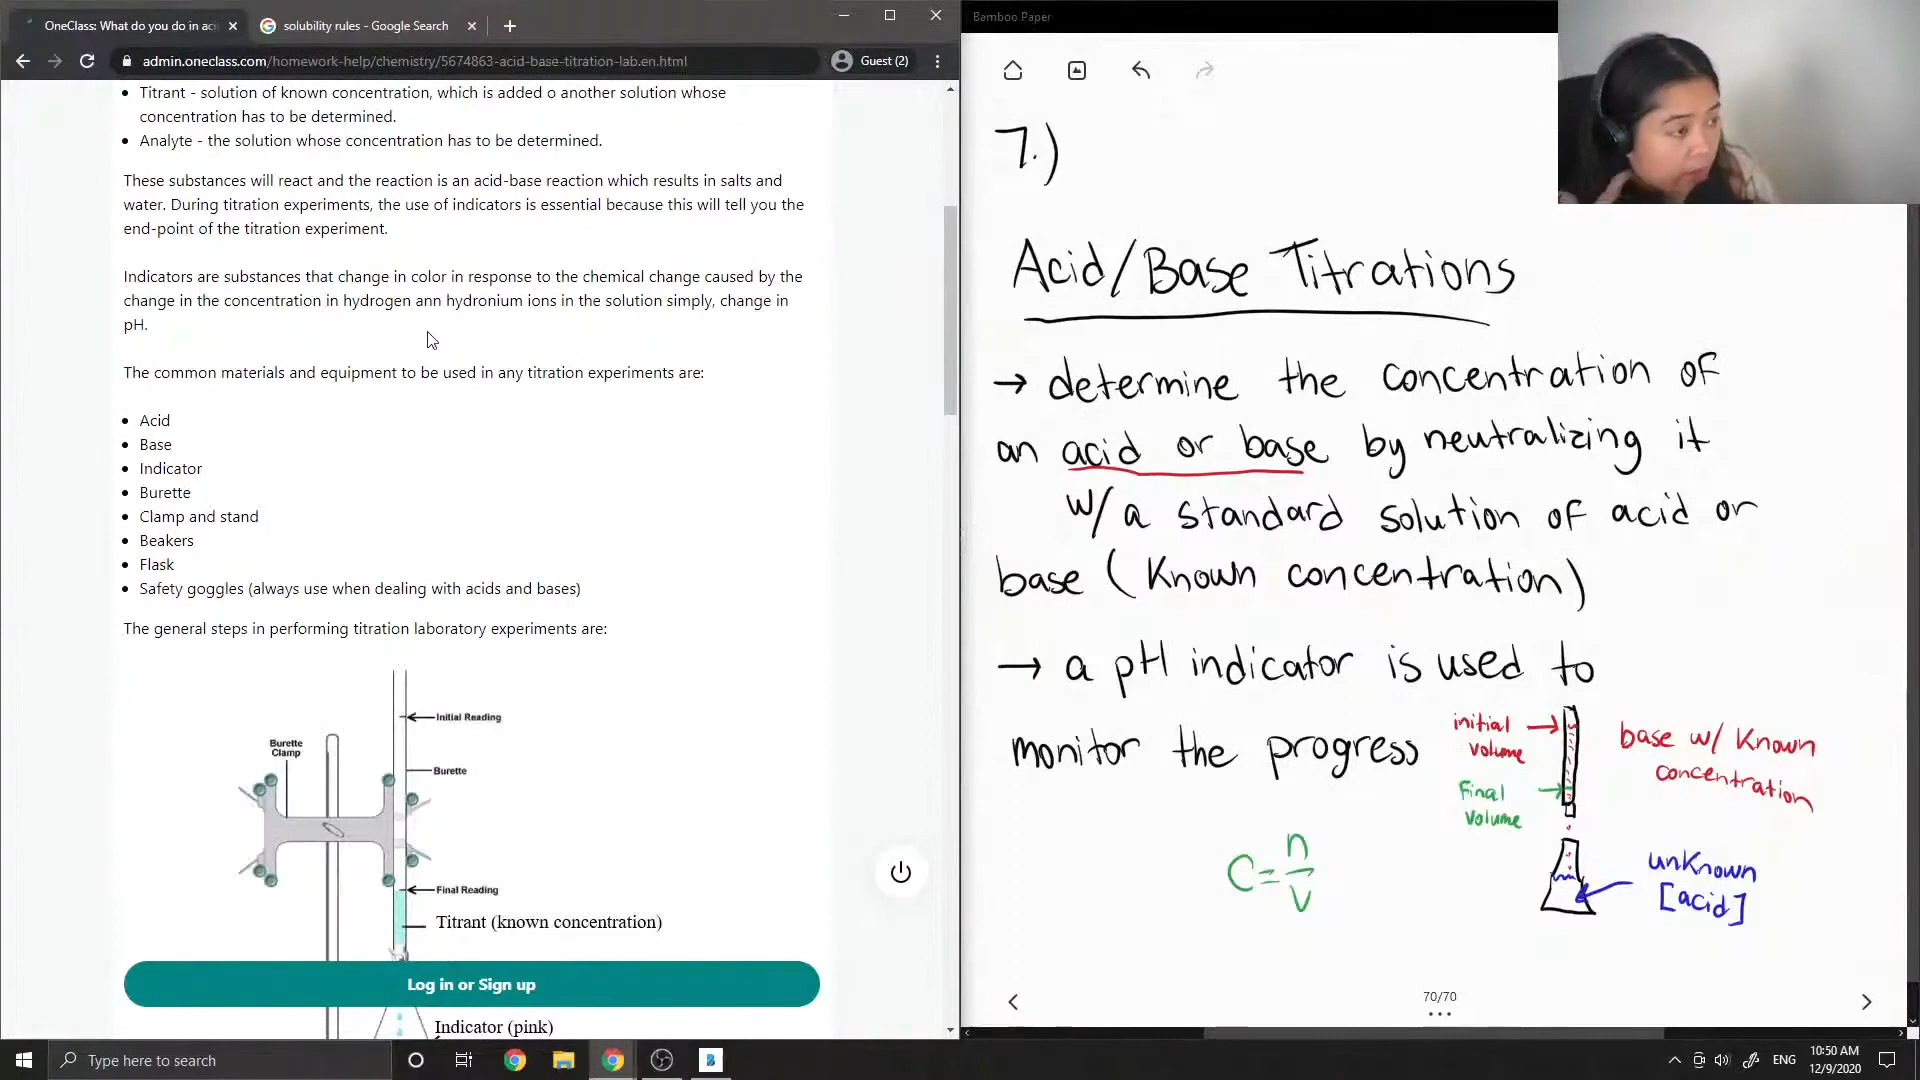 OneClass: What do you do in aci
solubility rules - Google Search
admin.oneclass.com/homework-help/chemistry/5674863-acid-base-titration-lab.en.html
Guest (2)
Titrant - solution of known concentration, which is added o another solution whose
concentration has to be determined.
Analyte - the solution whose concentration has to be determined.
These substances will react and the reaction is an acid-base reaction which results in salts and
water. During titration experiments, the use of indicators is essential because this will tell you the
end-point of the titration experiment.
Indicators are substances that change in color in response to the chemical change caused by the
change in the concentration in hydrogen ann hydronium ions in the solution simply, change in
pH.
The common materials and equipment to be used in any titration experiments are:
Acid
Base
Indicator
Burette
Clamp and stand
Beakers
Flask
Safety goggles (always use when dealing with acids and bases)
The general steps in performing titration laboratory experiments are:
Initial Reading
Burette
Clamp
Burette
Final Reading
Titrant (known concentration)
Log in or Sign up
Indicator (pink)
Bamboo Paper
7.)
Acid/Base Titrations
→ determine the concentration of
an acid or base by neutralizing it
w/ a standard solution of acid or
base (Known concentration)
→ a pH indicator is used to
monitor the progress
initial
volume
base w/ Known
concentration
Final
volume
C = n
V
unknown
[acid]
70/70
Type here to search
ENG
10:50 AM
12/9/2020